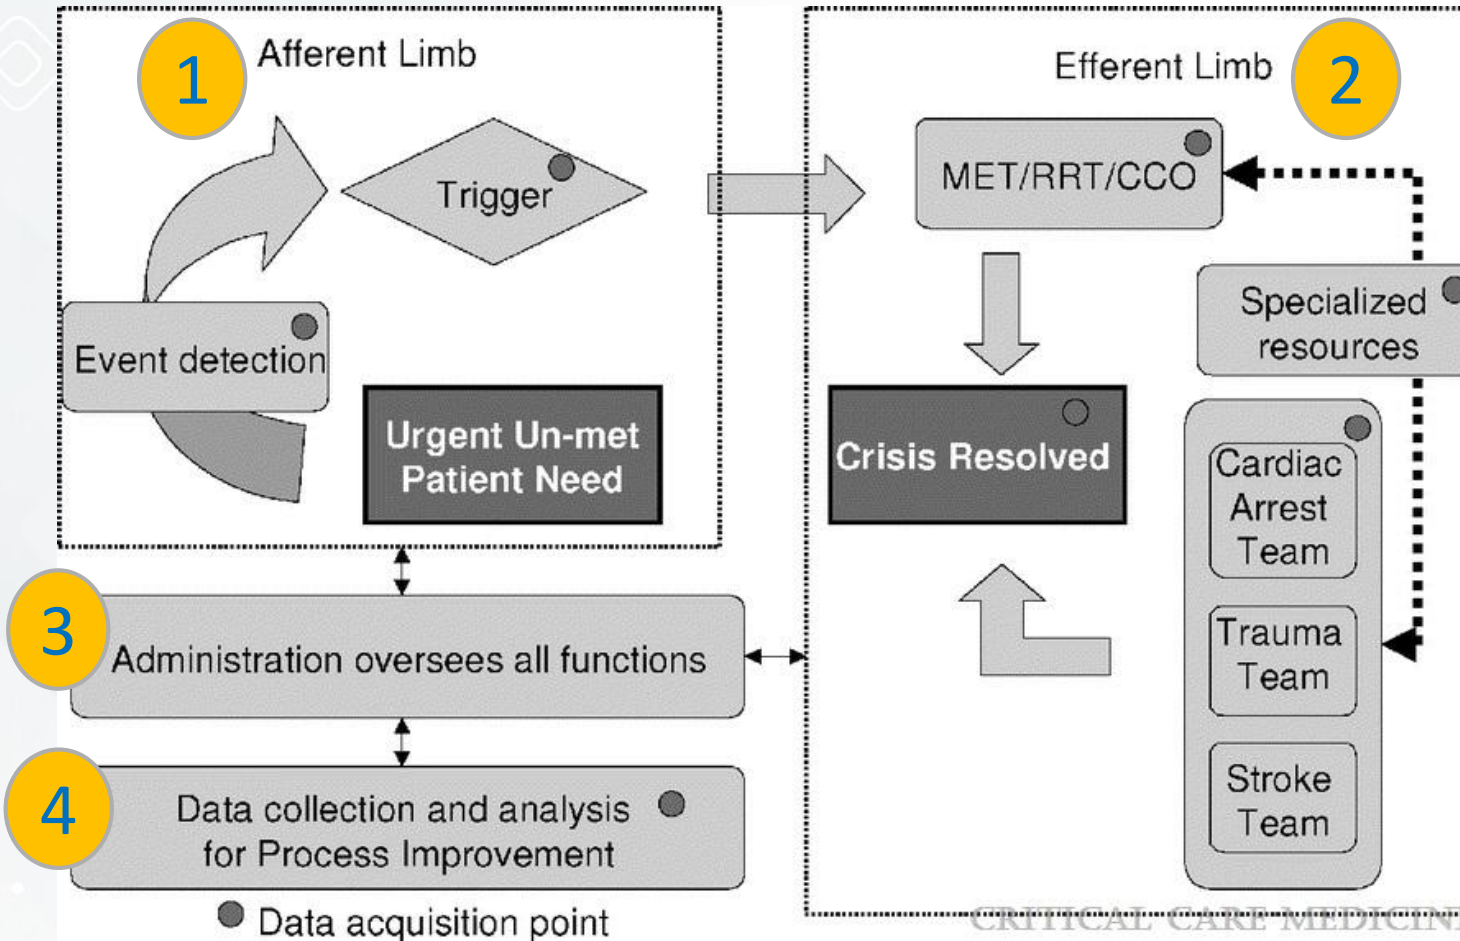 1
Afferent Limb
Trigger
Event detection
Urgent Un-met
Patient Need
2
Efferent Limb
MET/RRT/CCO
Specialized
resources
Crisis Resolved
Cardiac
Arrest
Team
Trauma
Team
Stroke
Team
3
Administration oversees all functions
4
Data collection and analysis
for Process Improvement
Data acquisition point
CRITICAL CARE MEDICINE